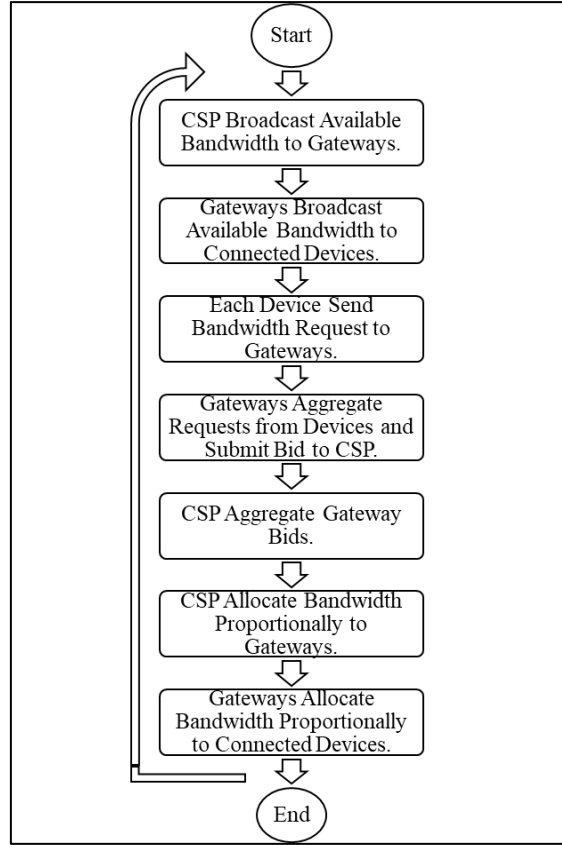 Start
CSP Broadcast Available
Bandwidth to Gateways.
Gateways Broadcast
Available Bandwidth to
Connected Devices.
Each Device Send
Bandwidth Request to
Gateways.
Gateways Aggregate
Requests from Devices and
Submit Bid to CSP.
CSP Aggregate Gateway
Bids.
CSP Allocate Bandwidth
Proportionally to
Gateways.
Gateways Allocate
Bandwidth Proportionally
to Connected Devices.
End